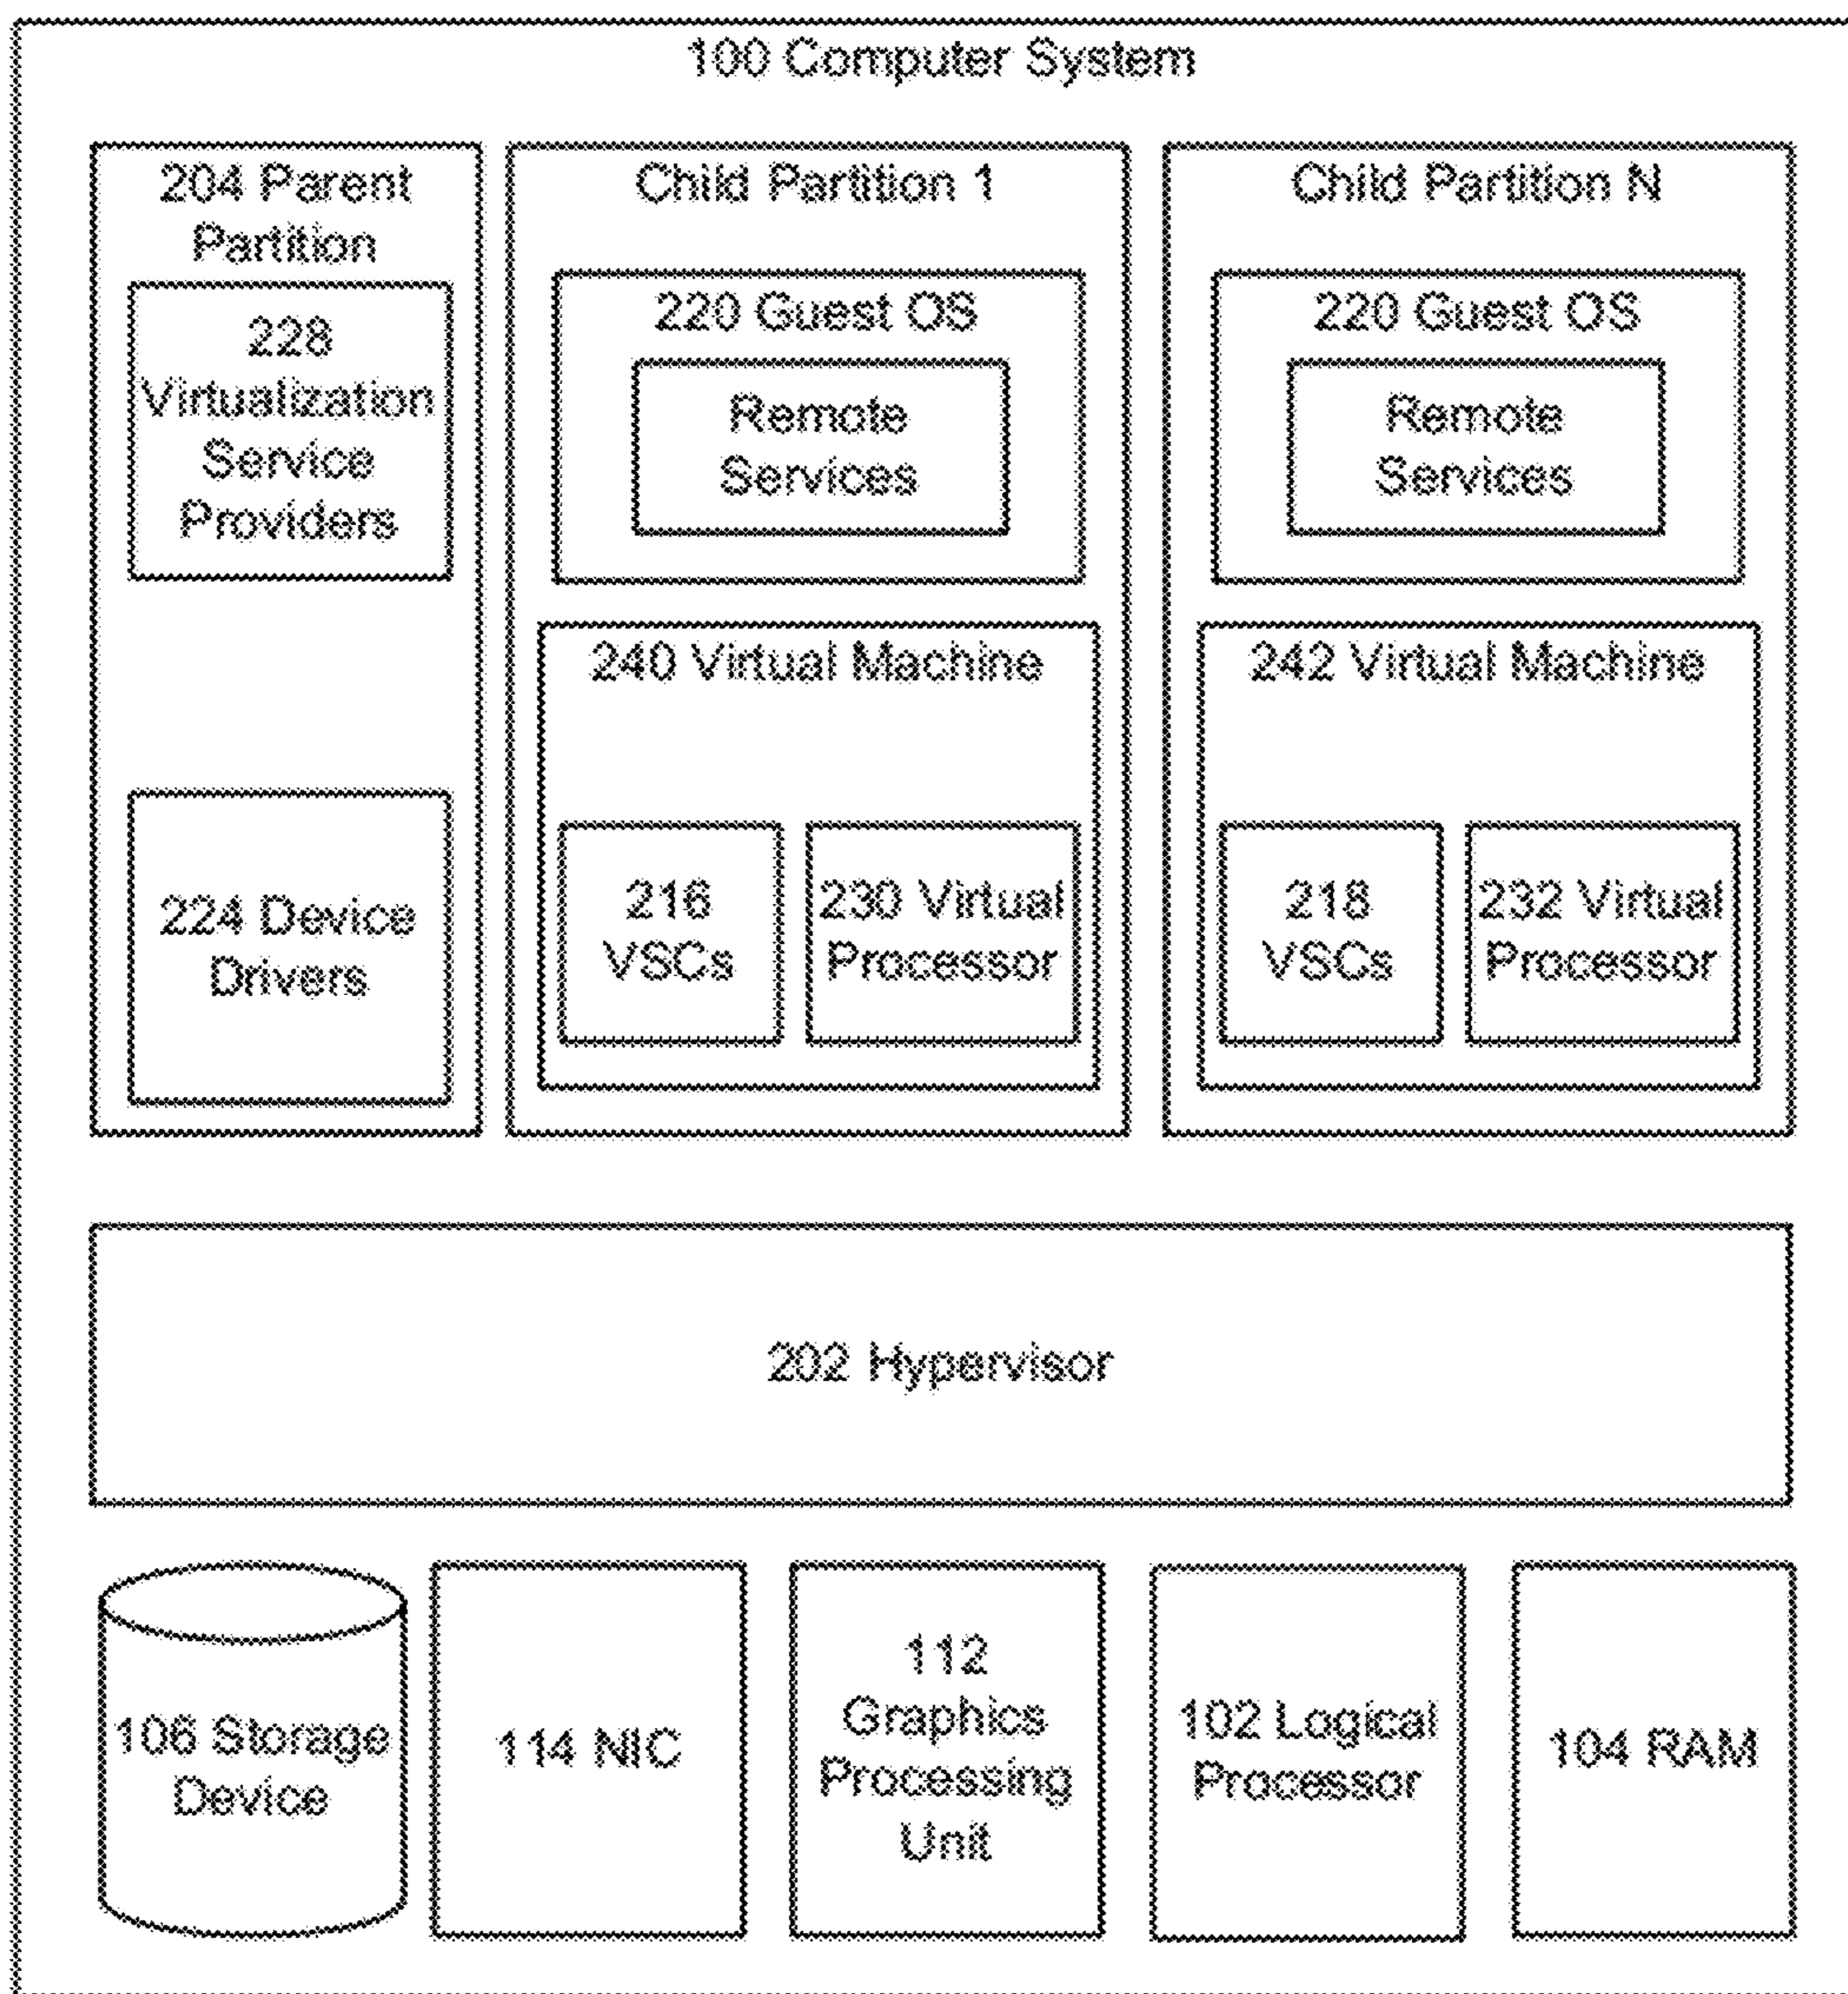 100 Computer System
204 Parent
Partition
228
Virtualization
Service
Providers
224 Device
Drivers
Child Partition 1
220 Guest OS
Remote
Services
240 Virtual Machine
216
VSCs
230 Virtual
Processor
Child Partition N
220 Guest OS
Remote
Services
242 Virtual Machine
218
VSCs
232 Virtual
Processor
202 Hypervisor
106 Storage
Device
114 NIC
112
Graphics
Processing
Unit
102 Logical
Processor
104 RAM